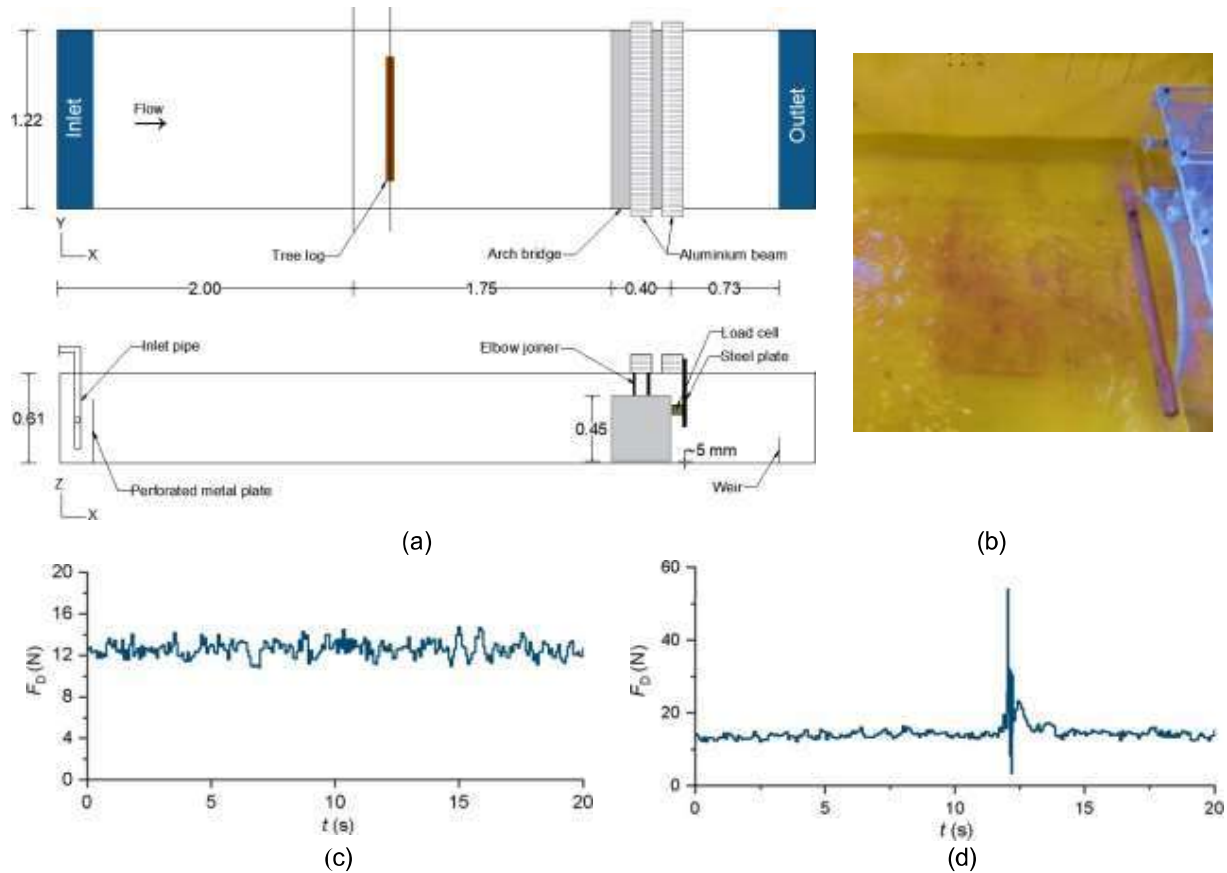 1.22
Inlet
Flow
Outlet
Y
X
Tree log
Arch bridge
Aluminium beam
2.00
1.75
0.40
0.73
Inlet pipe
Elbow joiner
Load cell
Steel plate
0.61
0.45
~5 mm
Z
X
Perforated metal plate
Weir
(a)
(b)
20
16
12
8
4
0
F_D (N)
0 5 10 15 20
t (s)
(c)
60
40
20
0
F_D (N)
0 5 10 15 20
t (s)
(d)